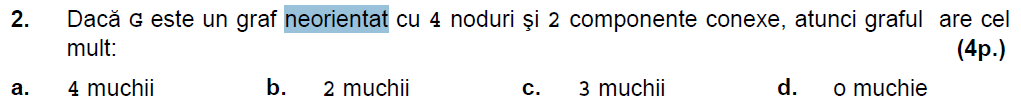 2. Dacă G este un graf neorientat cu 4 noduri şi 2 componente conexe, atunci graful are cel
mult: (4p.)
a. 4 muchii b. 2 muchii c. 3 muchii d. o muchie